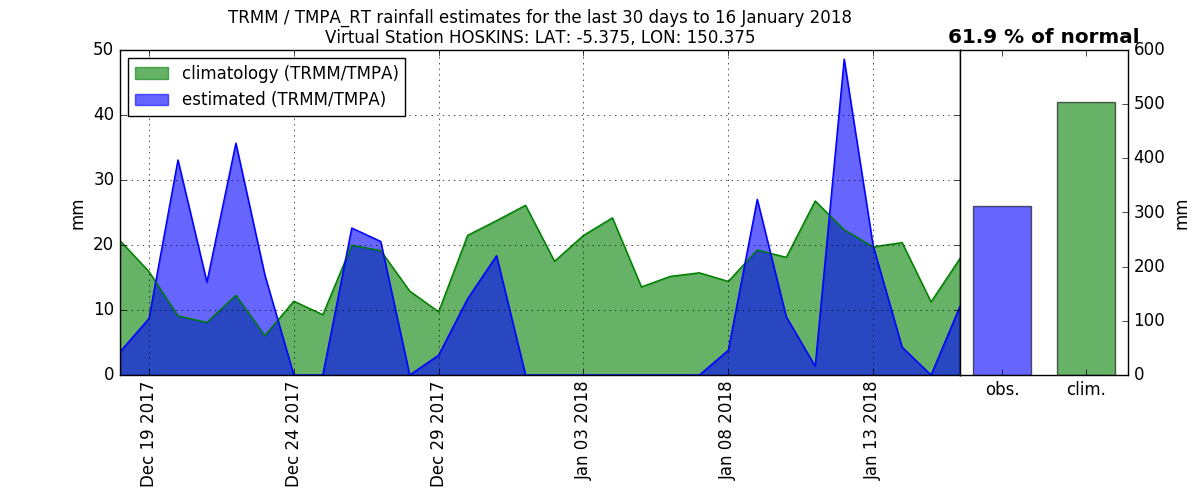 TRMM / TMPA_RT rainfall estimates for the last 30 days to 16 January 2018
Virtual Station HOSKINS: LAT: -5.375, LON: 150.375
61.9 % of normal
climatology (TRMM/TMPA)
estimated (TRMM/TMPA)
50
40
30
20
10
0
mm
Dec 19 2017
Dec 24 2017
Dec 29 2017
Jan 03 2018
Jan 08 2018
Jan 13 2018
600
500
400
300
200
100
0
mm
obs.
clim.